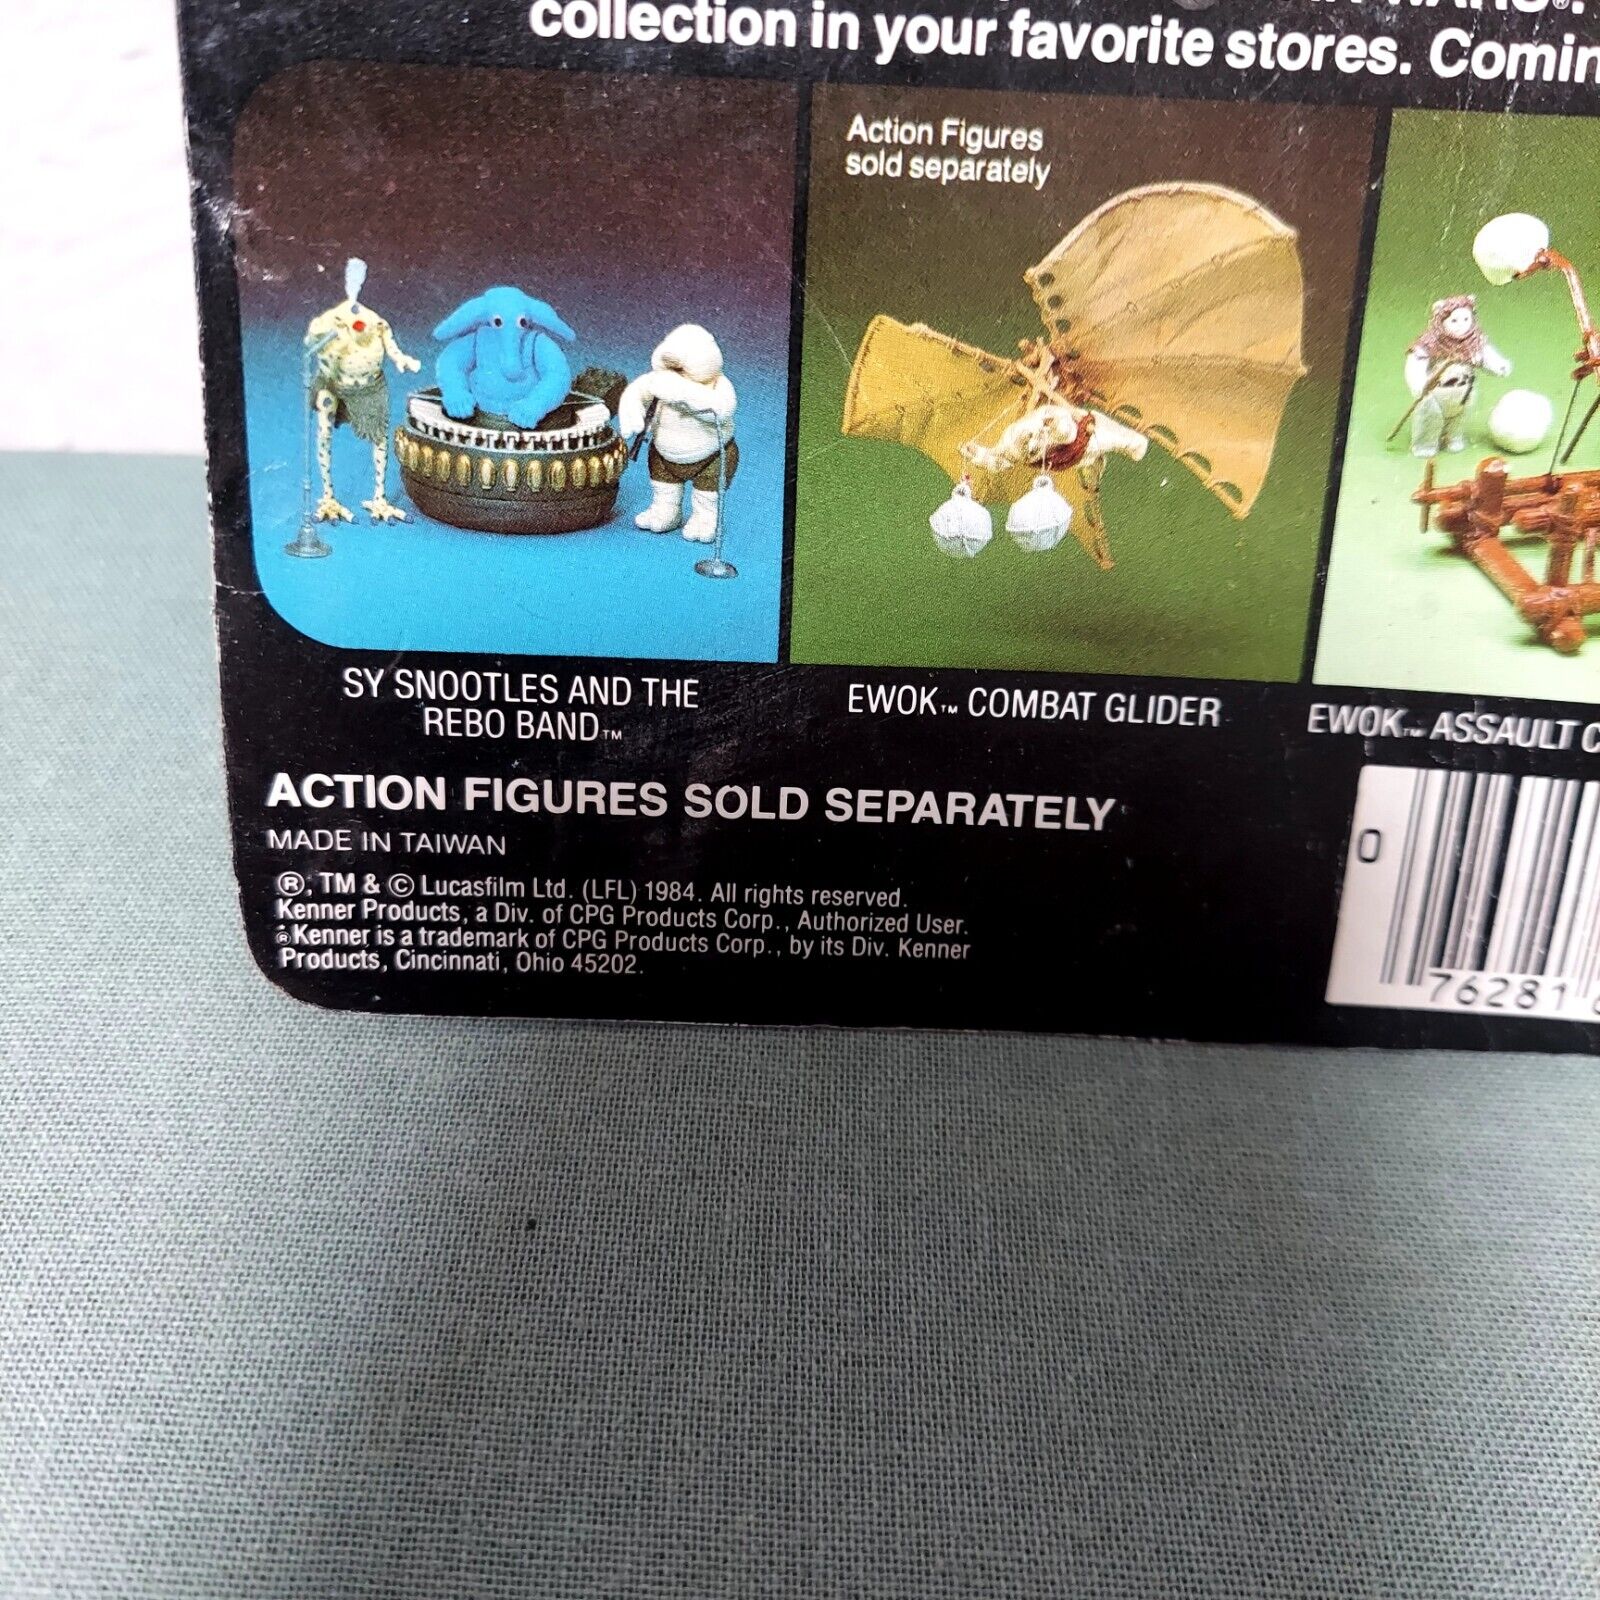 WARS®.
collection in your favorite stores. Comin
Action Figures
sold separately
SY SNOOTLES AND THE
REBO BAND™
EWOK™ COMBAT GLIDER
EWOK™ ASSAULT C
ACTION FIGURES SOLD SEPARATELY
MADE IN TAIWAN
®, TM & © Lucasfilm Ltd. (LFL) 1984. All rights reserved.
Kenner Products, a Div. of CPG Products Corp., Authorized User.
®Kenner is a trademark of CPG Products Corp., by its Div. Kenner
Products, Cincinnati, Ohio 45202.
0
76281